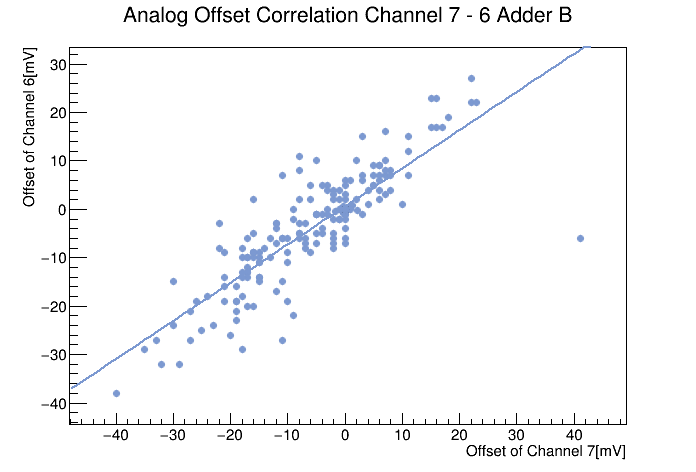 Analog Offset Correlation Channel 7 - 6 Adder B
Offset of Channel 6[mV]
30
20
10
0
−10
−20
−30
−40
−40 −30 −20 −10 0 10 20 30 40
Offset of Channel 7[mV]